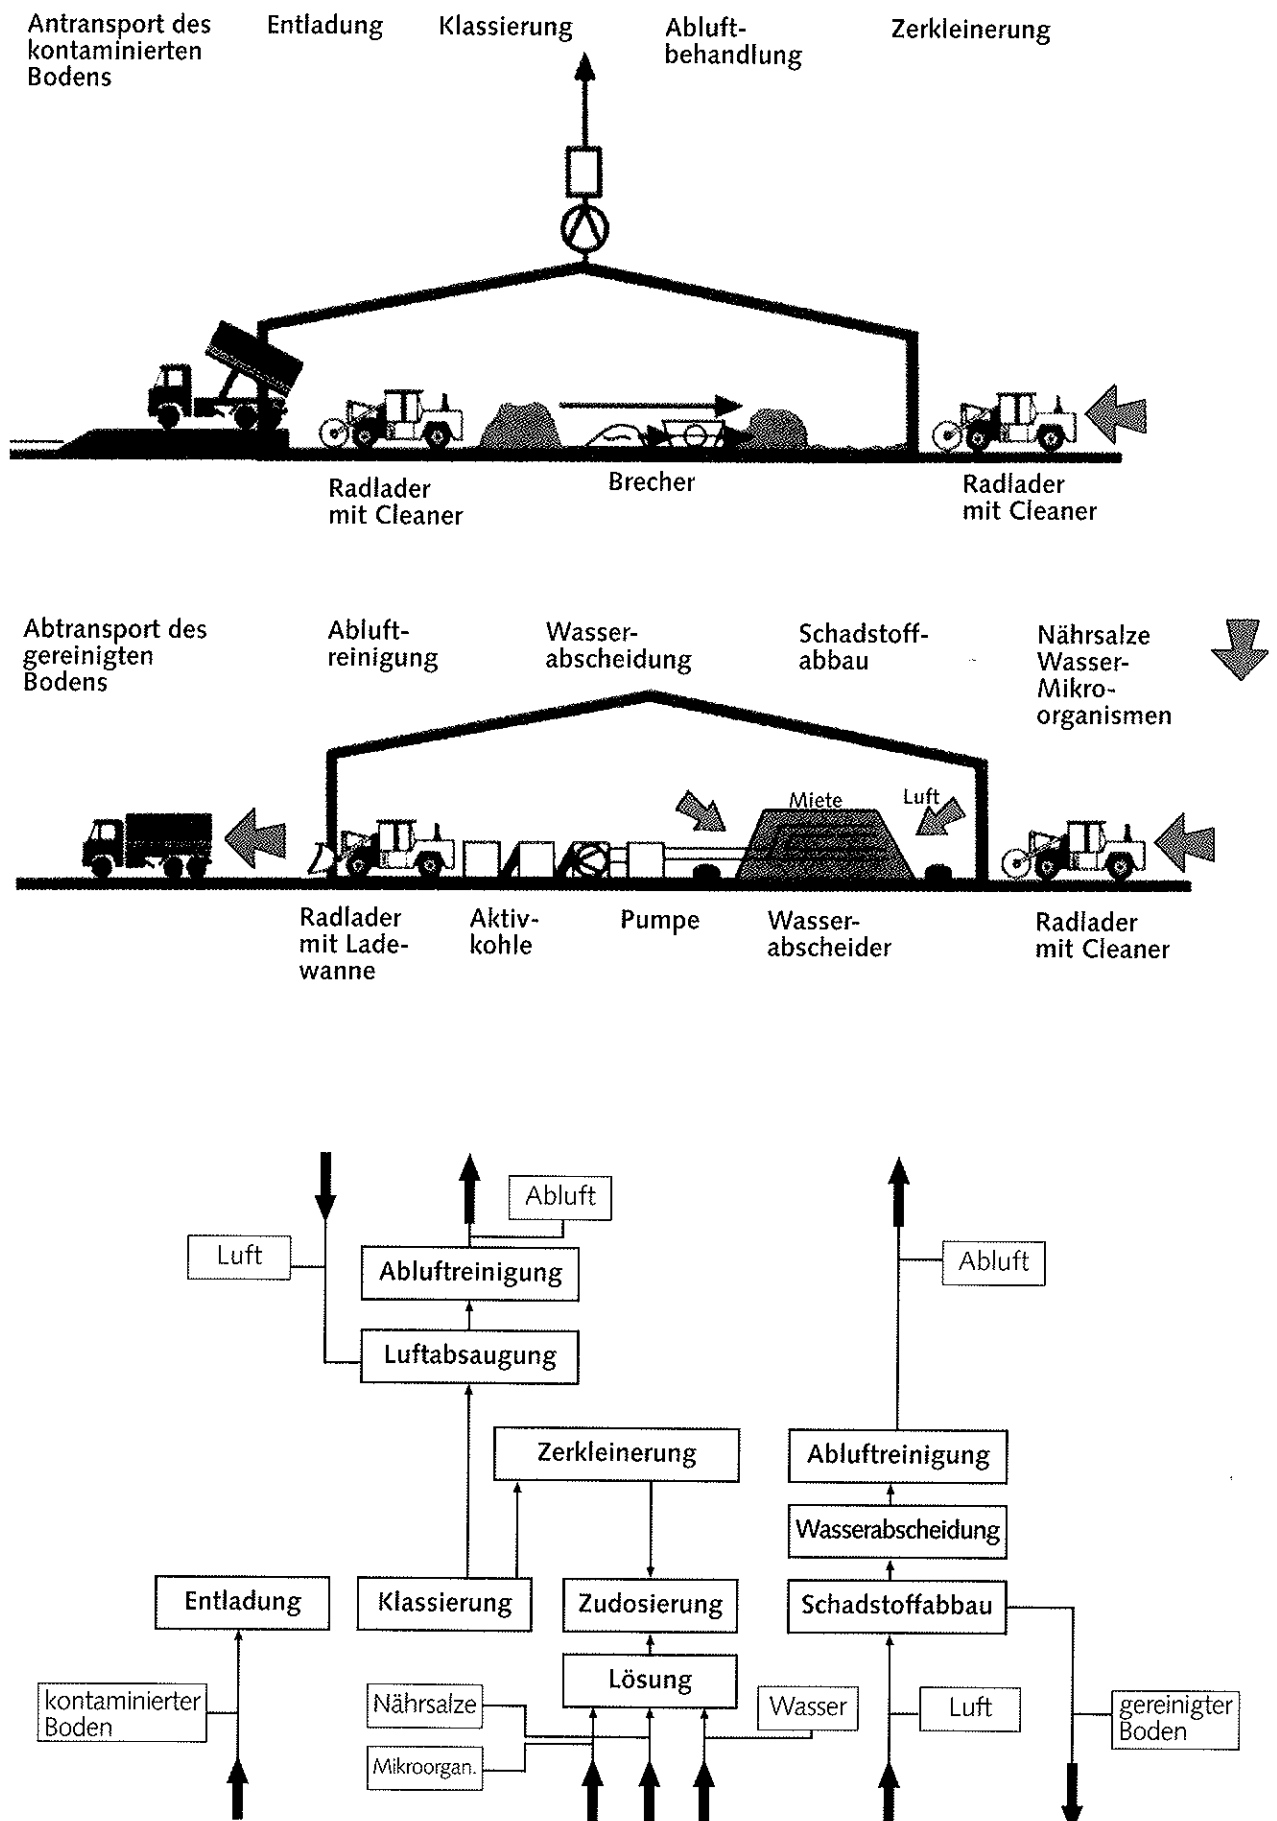 Antransport des
kontaminierten
Bodens
Entladung
Klassierung
Abluft-
behandlung
Zerkleinerung
Radlader
mit Cleaner
Brecher
Radlader
mit Cleaner
Abtransport des
gereinigten
Bodens
Abluft-
reinigung
Wasser-
abscheidung
Schadstoff-
abbau
Nährsalze
Wasser-
Mikro-
organismen
Miete
Luft
Radlader
mit Lade-
wanne
Aktiv-
kohle
Pumpe
Wasser-
abscheider
Radlader
mit Cleaner
Abluft
Luft
Abluftreinigung
Abluft
Luftabsaugung
Zerkleinerung
Abluftreinigung
Wasserabscheidung
Entladung
Klassierung
Zudosierung
Schadstoffabbau
Lösung
kontaminierter
Boden
Nährsalze
Wasser
Luft
gereinigter
Boden
Mikroorgan.